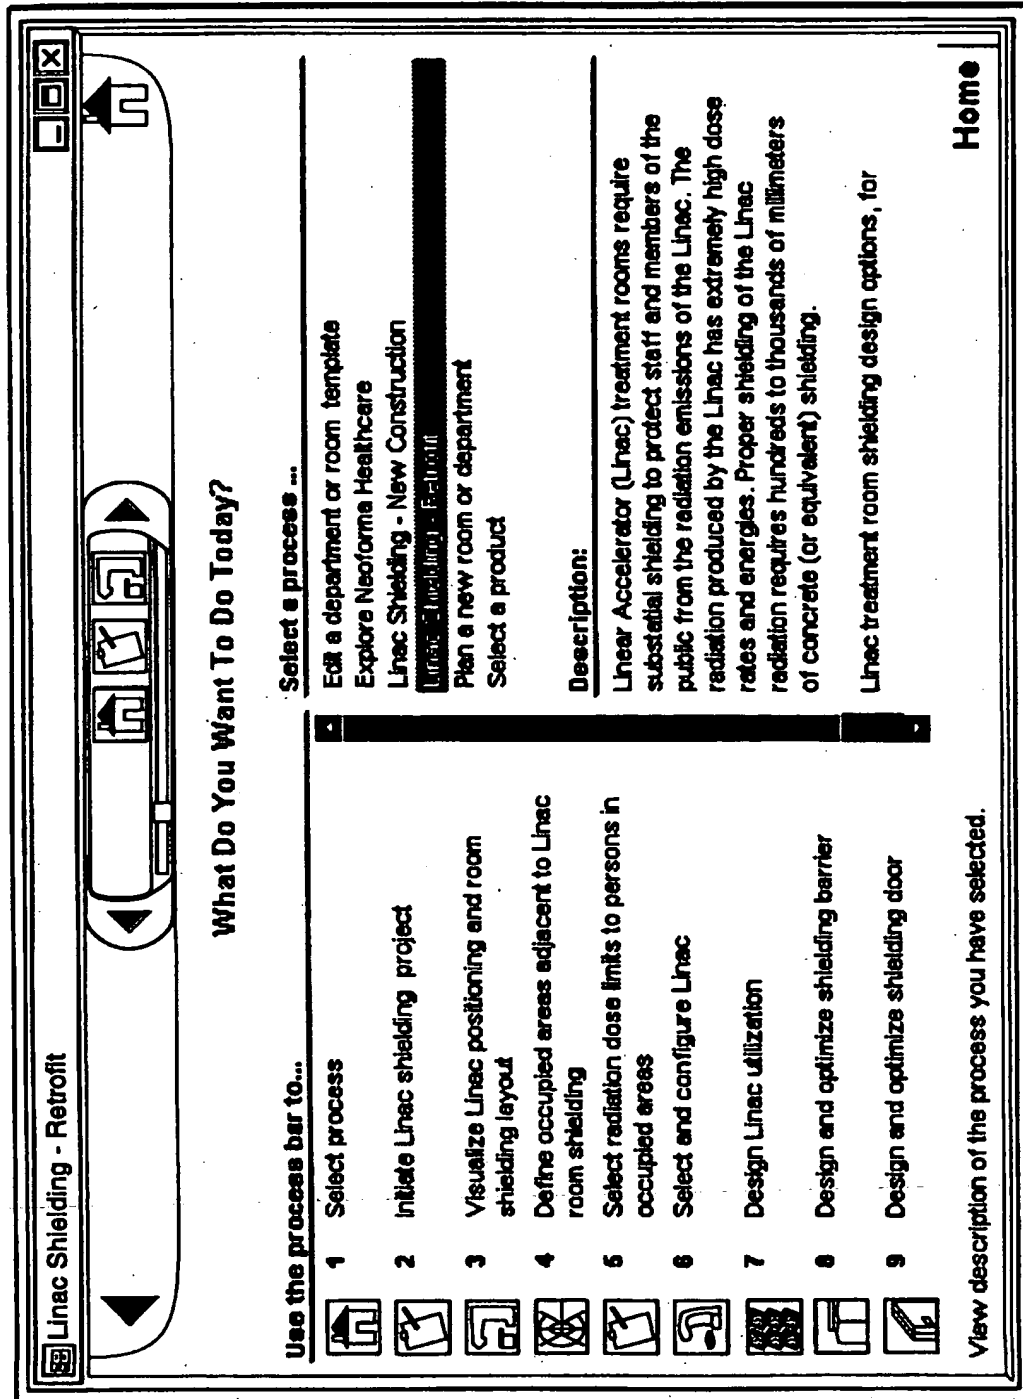 Linac Shielding - Retrofit
What Do You Want To Do Today?
Use the process bar to...
1 Select process
2 Initiate Linac shielding project
3 Visualize Linac positioning and room
shielding layout
4 Define occupied areas adjacent to Linac
room shielding
5 Select radiation dose limits to persons in
occupied areas
6 Select and configure Linac
7 Design Linac utilization
8 Design and optimize shielding barrier
9 Design and optimize shielding door
Select a process ...
Edit a department or room template
Explore Neoforma Healthcare
Linac Shielding - New Construction
Linac Shielding - Retrofit
Plan a new room or department
Select a product
Description:
Linear Accelerator (Linac) treatment rooms require
substatial shielding to protect staff and members of the
public from the radiation emissions of the Linac. The
radiation produced by the Linac has extremely high dose
rates and energies. Proper shielding of the Linac
radiation requires hundreds to thousands of millimeters
of concrete (or equivalent) shielding.
Linac treatment room shielding design options, for
View description of the process you have selected.
Home